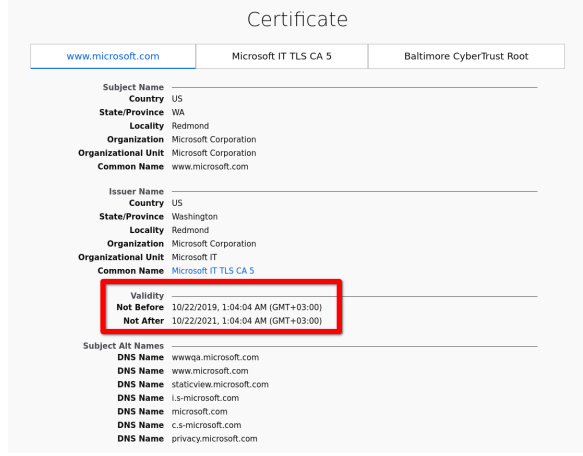 Certificate
www.microsoft.com Microsoft IT TLS CA 5 Baltimore CyberTrust Root
Subject Name
Country US
State/Province WA
Locality Redmond
Organization Microsoft Corporation
Organizational Unit Microsoft Corporation
Common Name www.microsoft.com
Issuer Name
Country US
State/Province Washington
Locality Redmond
Organization Microsoft Corporation
Organizational Unit Microsoft IT
Common Name Microsoft IT TLS CA 5
Validity
Not Before 10/22/2019, 1:04:04 AM (GMT+03:00)
Not After 10/22/2021, 1:04:04 AM (GMT+03:00)
Subject Alt Names
DNS Name wwwqa.microsoft.com
DNS Name www.microsoft.com
DNS Name staticview.microsoft.com
DNS Name i.s-microsoft.com
DNS Name microsoft.com
DNS Name c.s-microsoft.com
DNS Name privacy.microsoft.com